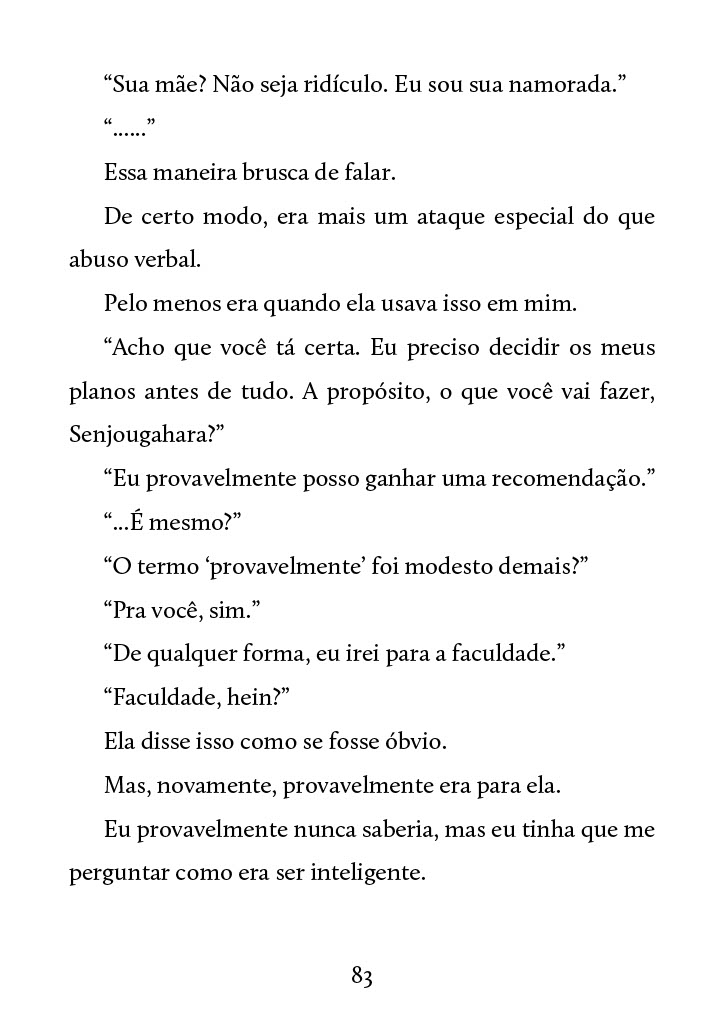 “Sua mãe? Não seja ridículo. Eu sou sua namorada.”
“......”
Essa maneira brusca de falar.
De certo modo, era mais um ataque especial do que
abuso verbal.
Pelo menos era quando ela usava isso em mim.
“Acho que você tá certa. Eu preciso decidir os meus
planos antes de tudo. A propósito, o que você vai fazer,
Senjougahara?”
“Eu provavelmente posso ganhar uma recomendação.”
“...É mesmo?”
“O termo ‘provavelmente’ foi modesto demais?”
“Pra você, sim.”
“De qualquer forma, eu irei para a faculdade.”
“Faculdade, hein?”
Ela disse isso como se fosse óbvio.
Mas, novamente, provavelmente era para ela.
Eu provavelmente nunca saberia, mas eu tinha que me
perguntar como era ser inteligente.
83